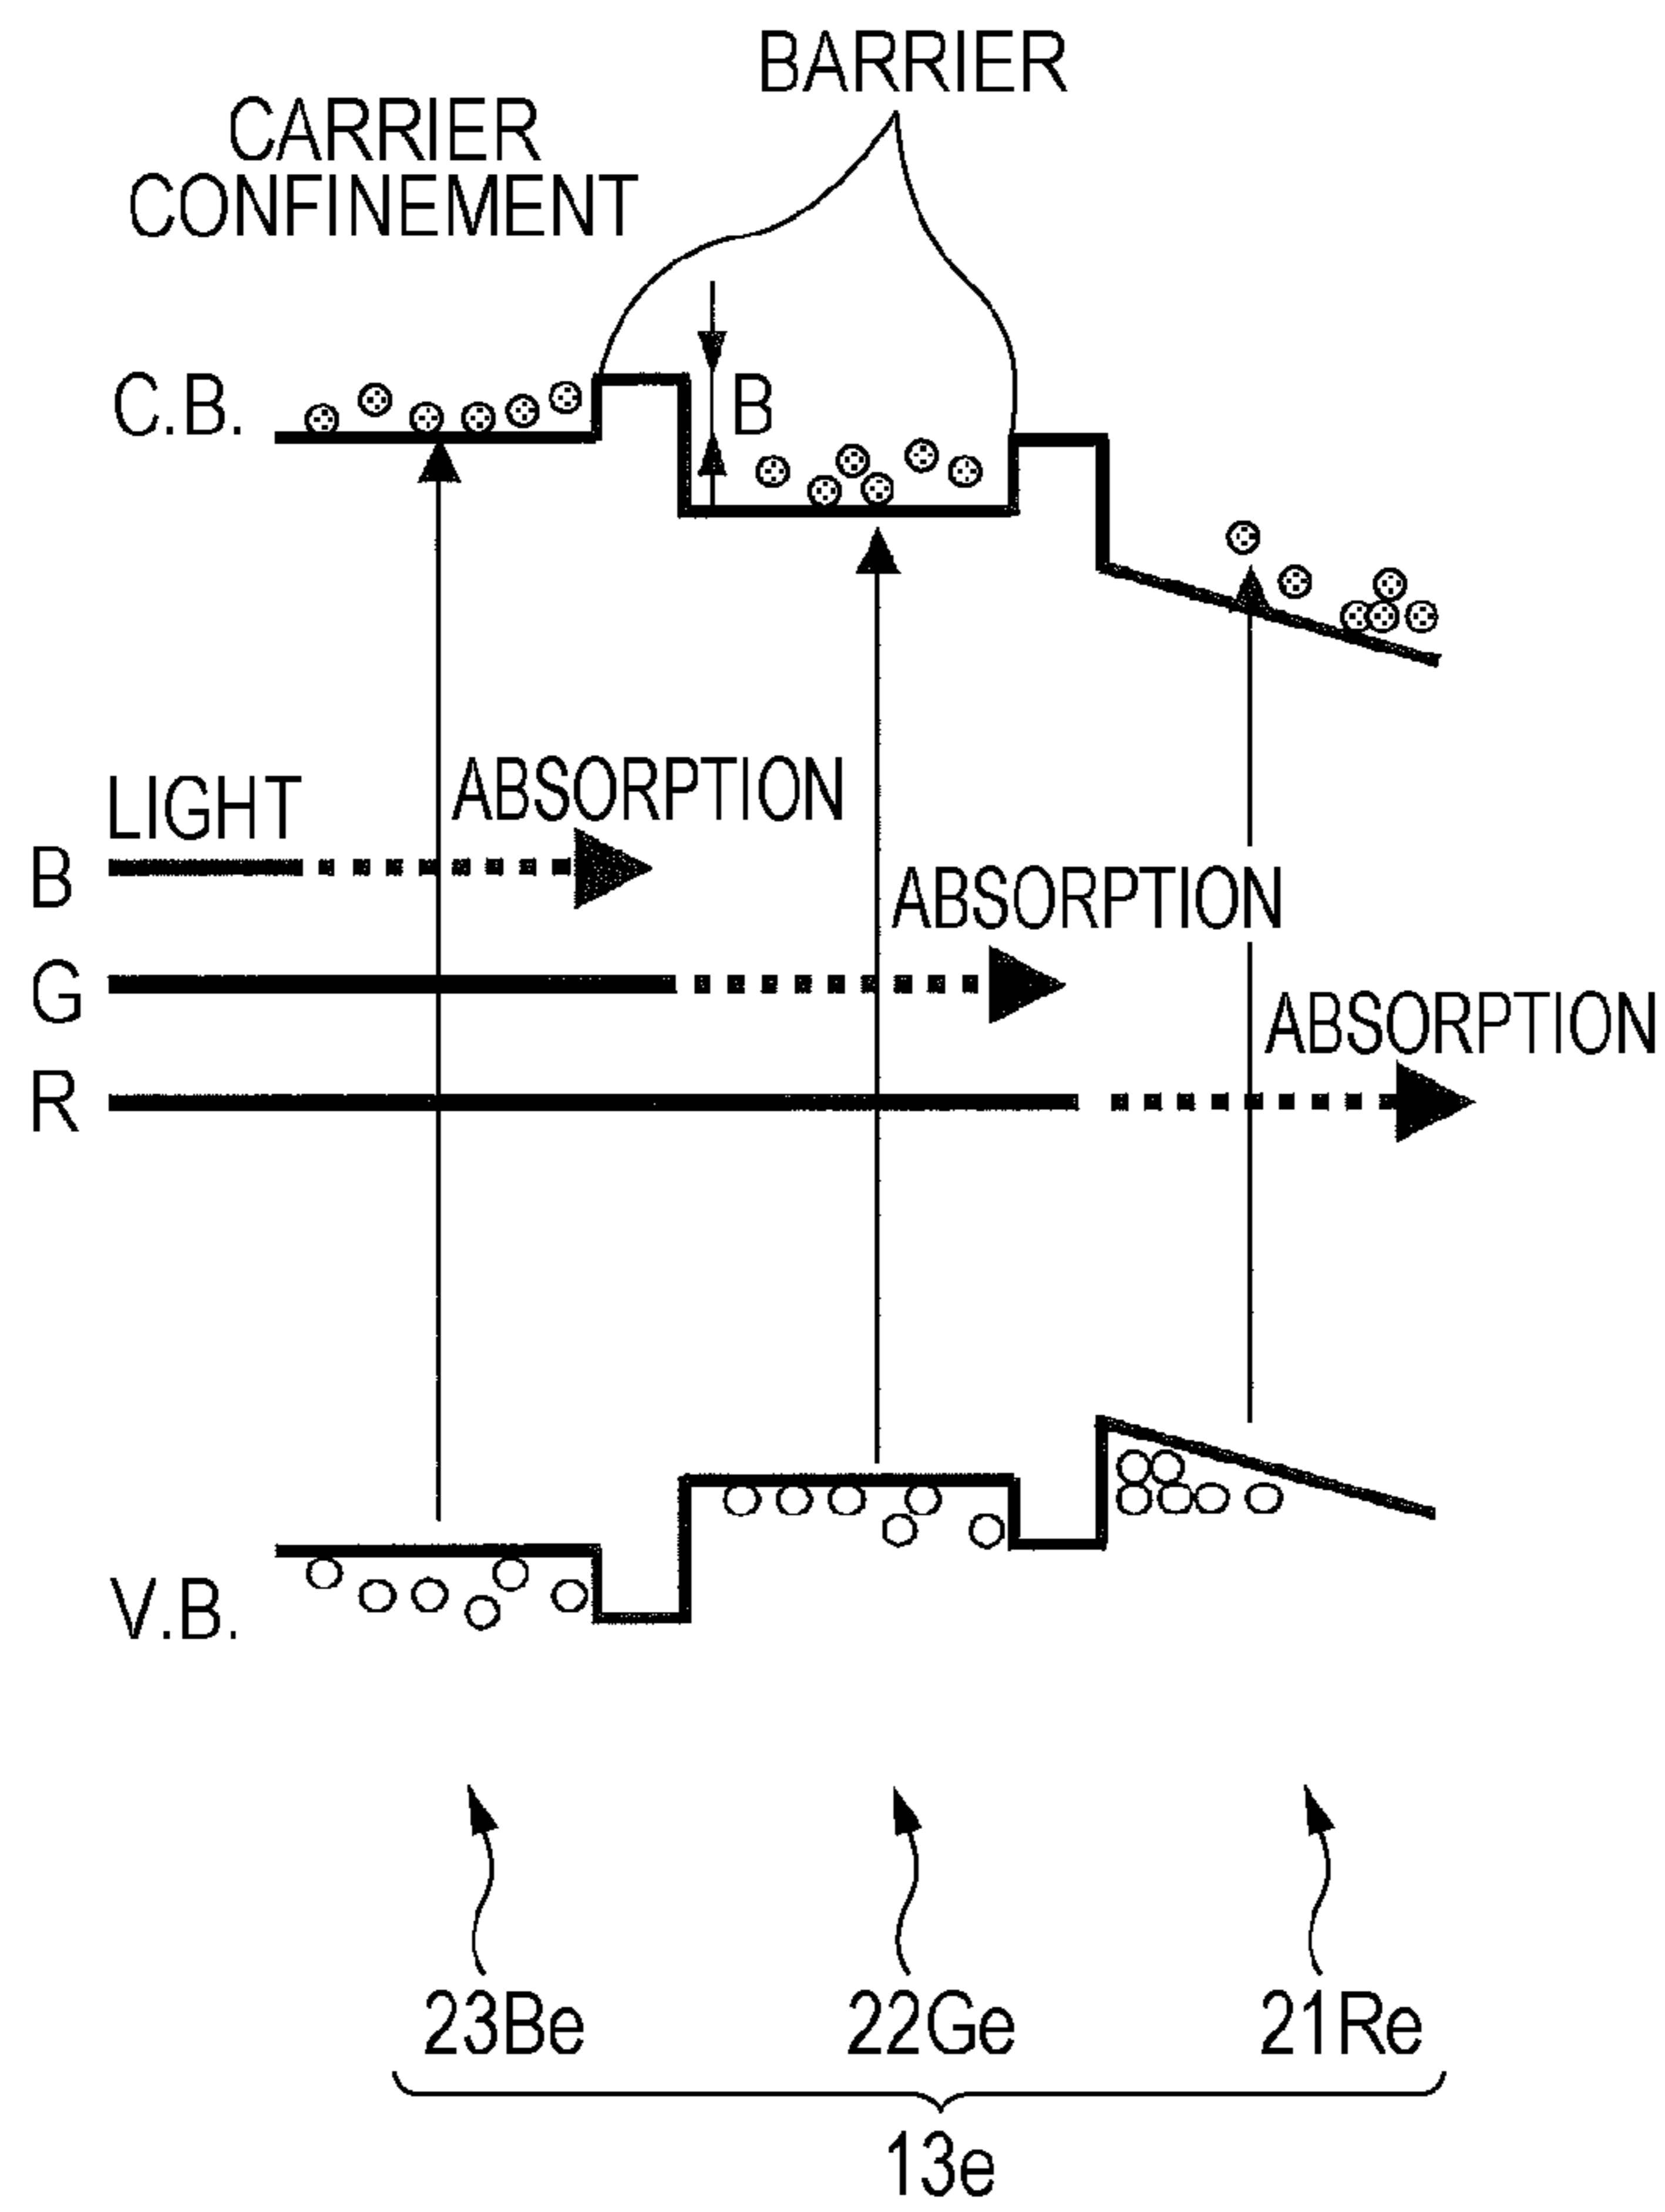 BARRIER
CARRIER
CONFINEMENT
C.B.
B
LIGHT
ABSORPTION
B
ABSORPTION
G
ABSORPTION
R
V.B.
23Be 22Ge 21Re
13e